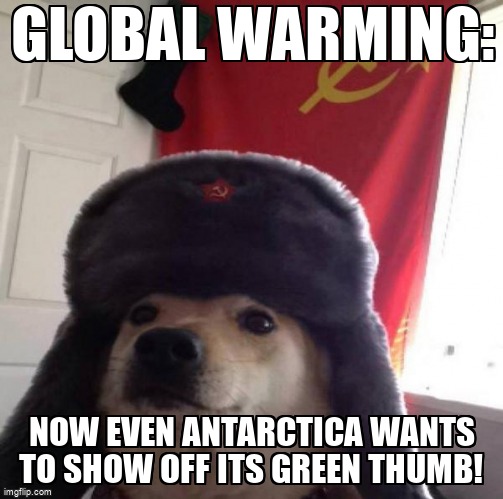 GLOBAL WARMING:
NOW EVEN ANTARCTICA WANTS
TO SHOW OFF ITS GREEN THUMB!
imgflip.com